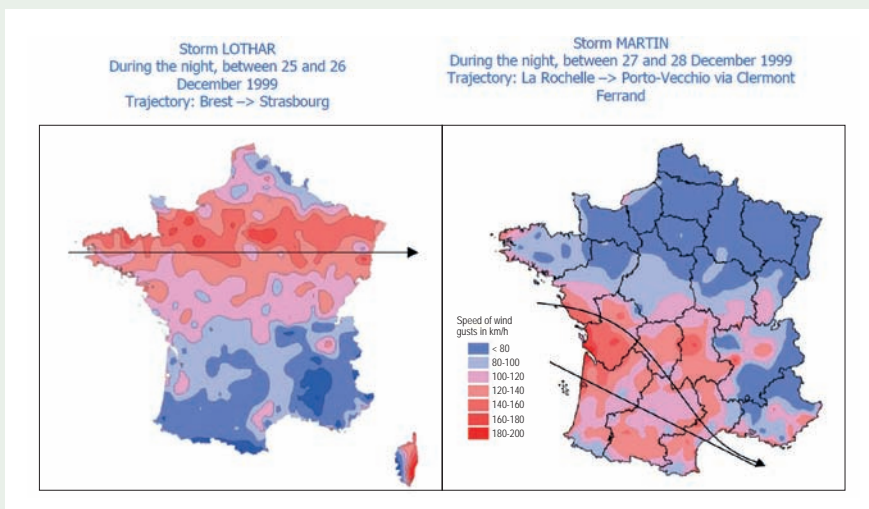 Storm LOTHAR
During the night, between 25 and 26
December 1999
Trajectory: Brest –> Strasbourg
Storm MARTIN
During the night, between 27 and 28 December 1999
Trajectory: La Rochelle –> Porto-Vecchio via Clermont
Ferrand
Speed of wind
gusts in km/h
< 80
80-100
100-120
120-140
140-160
160-180
180-200